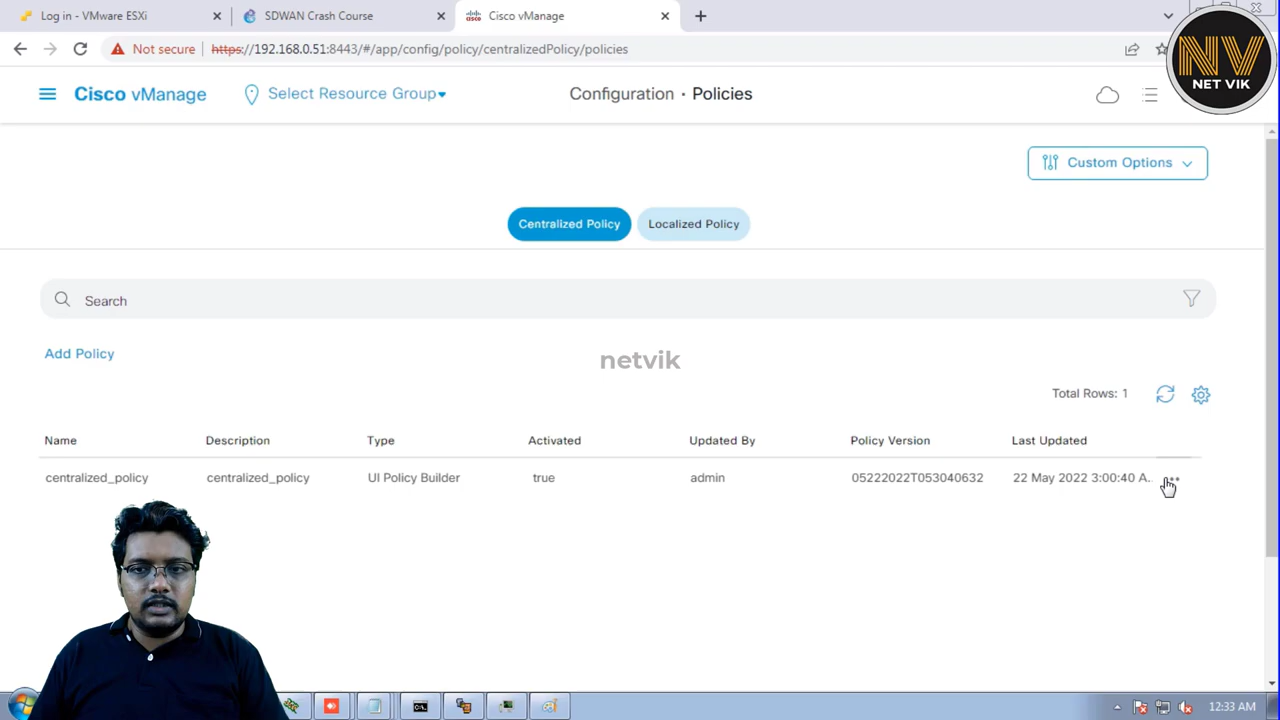 Log in - VMware ESXi
SDWAN Crash Course
Cisco vManage
Not secure
https://192.168.0.51:8443/#/app/config/policy/centralizedPolicy/policies
NV
NET VIK
Cisco vManage
Select Resource Group
Configuration · Policies
Custom Options
Centralized Policy
Localized Policy
Search
Add Policy
netvik
Total Rows: 1
Name Description Type Activated Updated By Policy Version Last Updated
centralized_policy centralized_policy UI Policy Builder true admin 05222022T053040632 22 May 2022 3:00:40 A...
12:33 AM